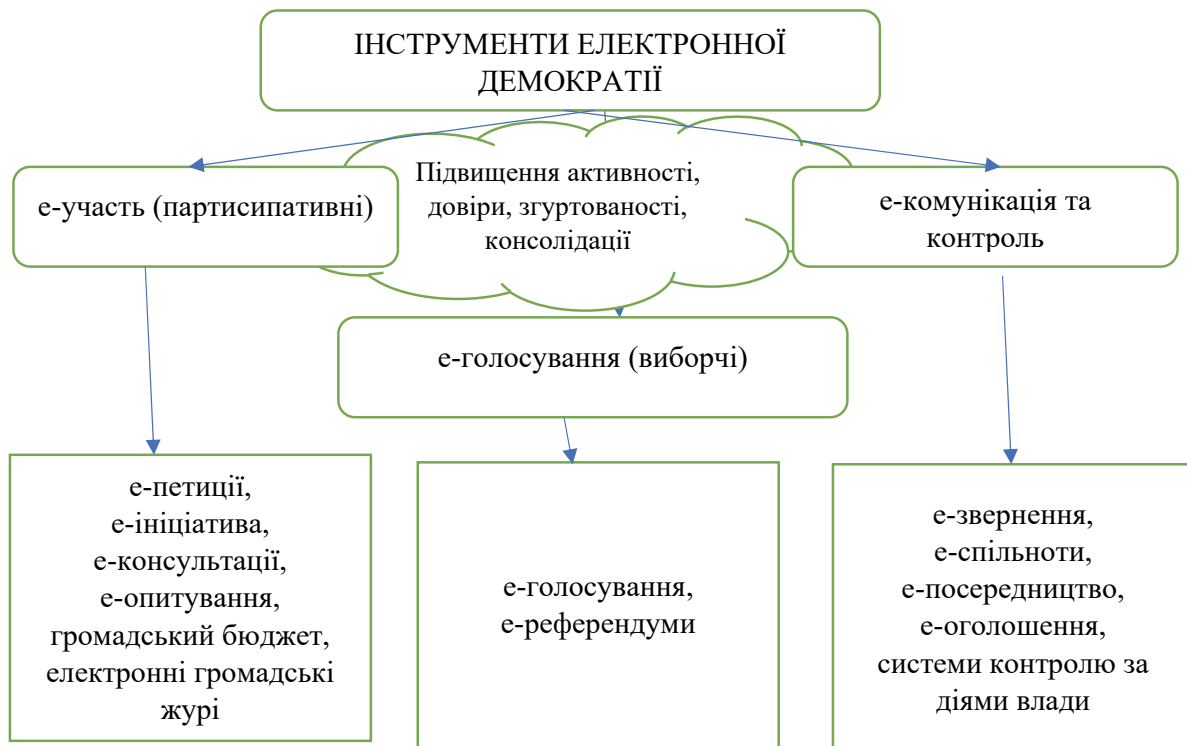 ІНСТРУМЕНТИ ЕЛЕКТРОННОЇ
ДЕМОКРАТІЇ
е-участь (партисипативні)
Підвищення активності,
довіри, згуртованості,
консолідації
е-комунікація та
контроль
е-голосування (виборчі)
е-петиції,
е-ініціатива,
е-консультації,
е-опитування,
громадський бюджет,
електронні громадські
журі
е-голосування,
е-референдуми
е-звернення,
е-спільноти,
е-посередництво,
е-оголошення,
системи контролю за
діями влади